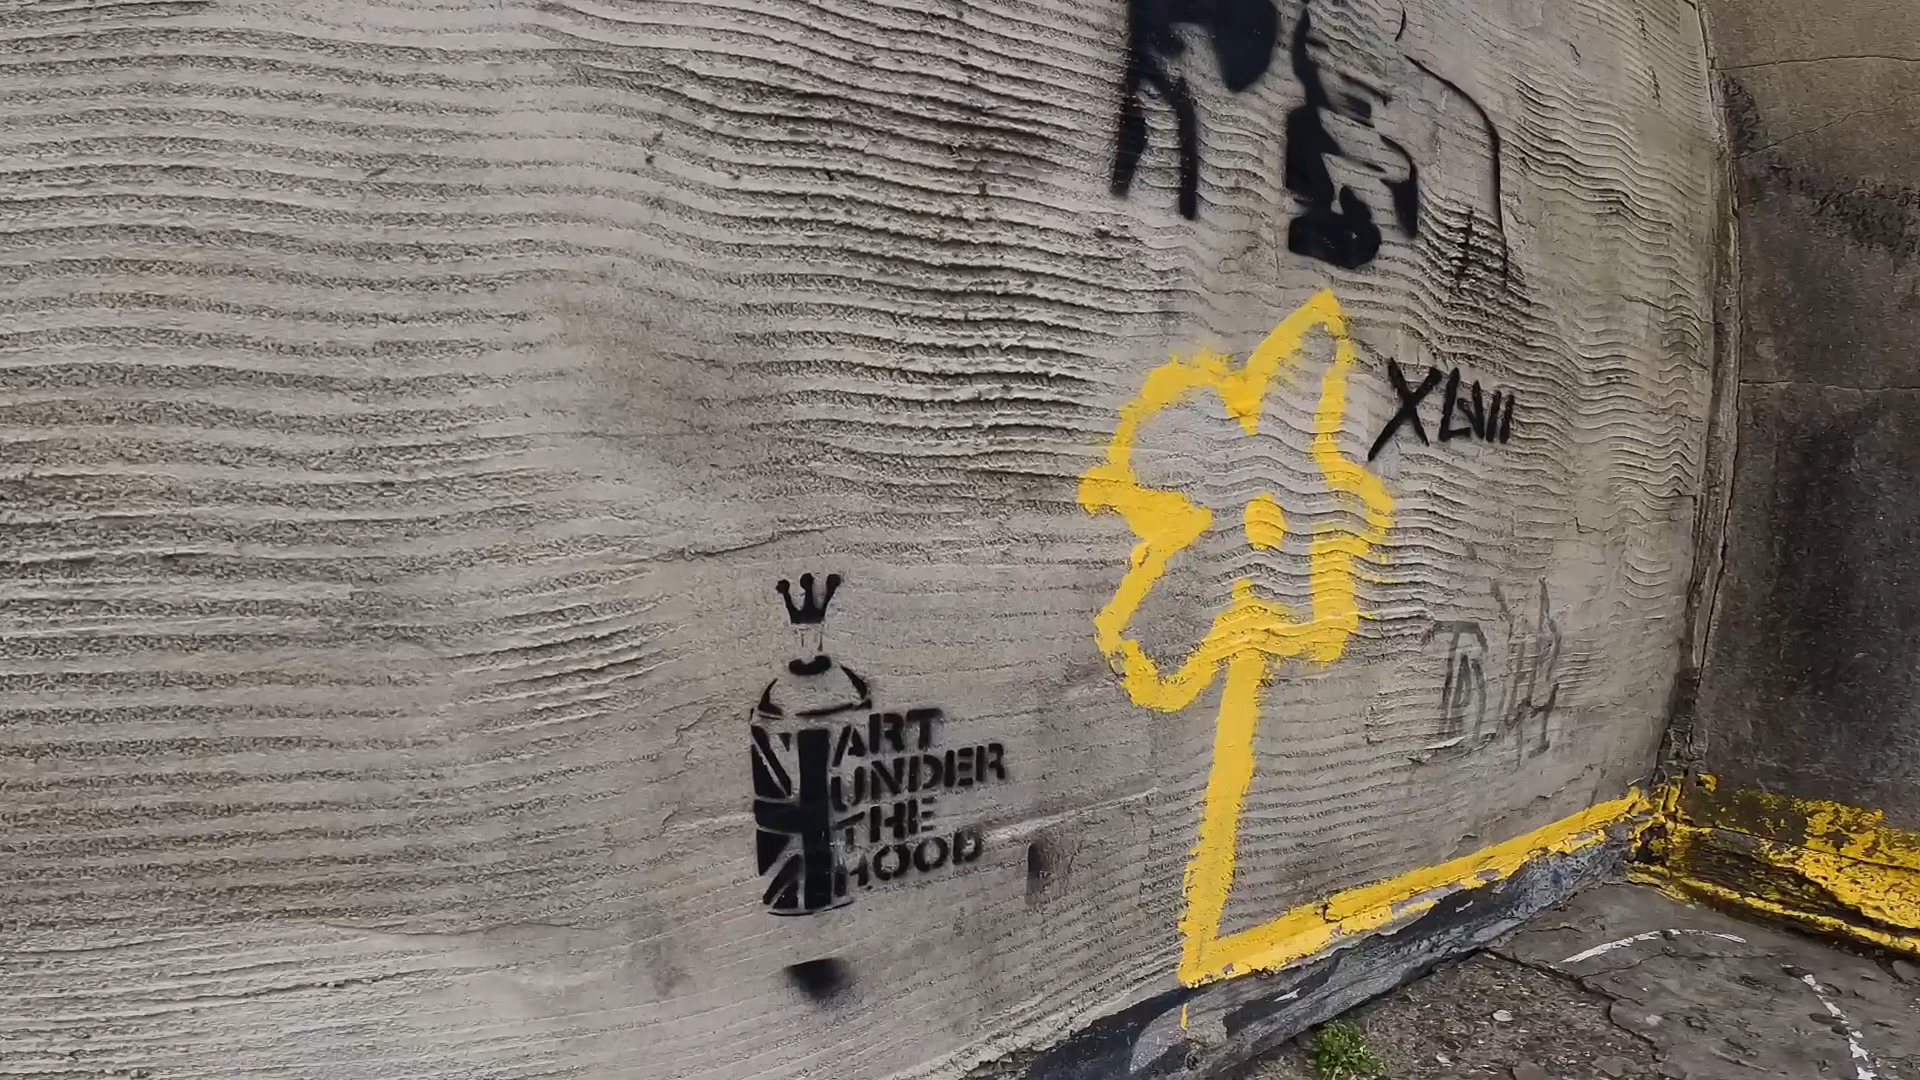 XLVII
ART
UNDER
THE
HOOD